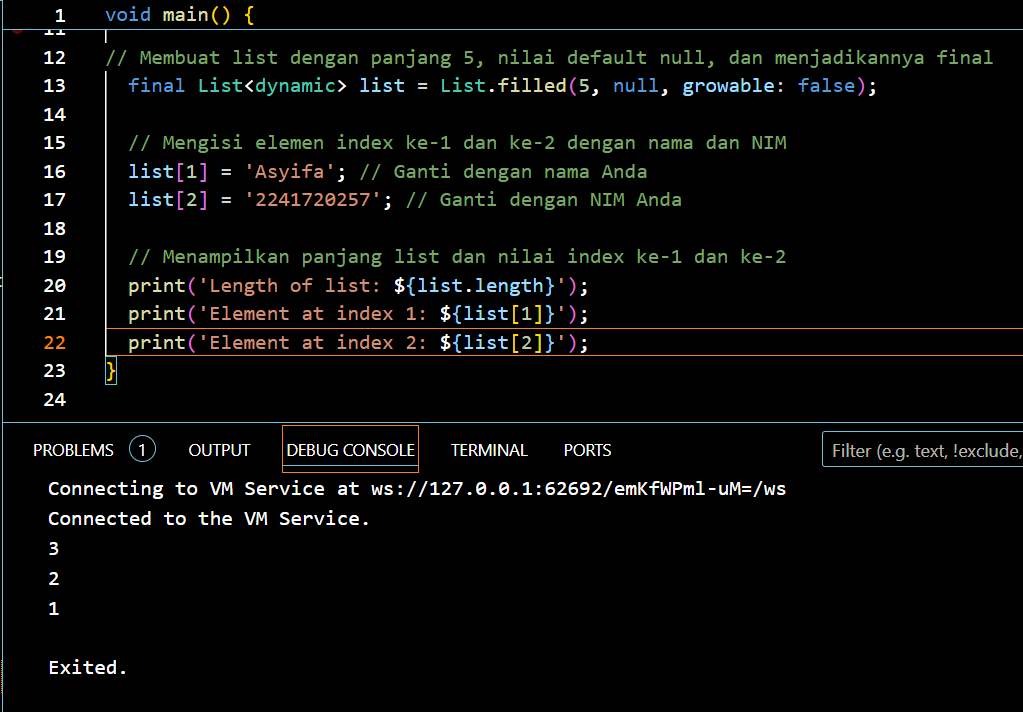 1 void main() {
11
12 // Membuat list dengan panjang 5, nilai default null, dan menjadikannya final
13 final List<dynamic> list = List.filled(5, null, growable: false);
14
15 // Mengisi elemen index ke-1 dan ke-2 dengan nama dan NIM
16 list[1] = 'Asyifa'; // Ganti dengan nama Anda
17 list[2] = '2241720257'; // Ganti dengan NIM Anda
18
19 // Menampilkan panjang list dan nilai index ke-1 dan ke-2
20 print('Length of list: ${list.length}');
21 print('Element at index 1: ${list[1]}');
22 print('Element at index 2: ${list[2]}');
23 }
24
PROBLEMS 1 OUTPUT DEBUG CONSOLE TERMINAL PORTS Filter (e.g. text, !exclude,
Connecting to VM Service at ws://127.0.0.1:62692/emKfWPml-uM=/ws
Connected to the VM Service.
3
2
1
Exited.